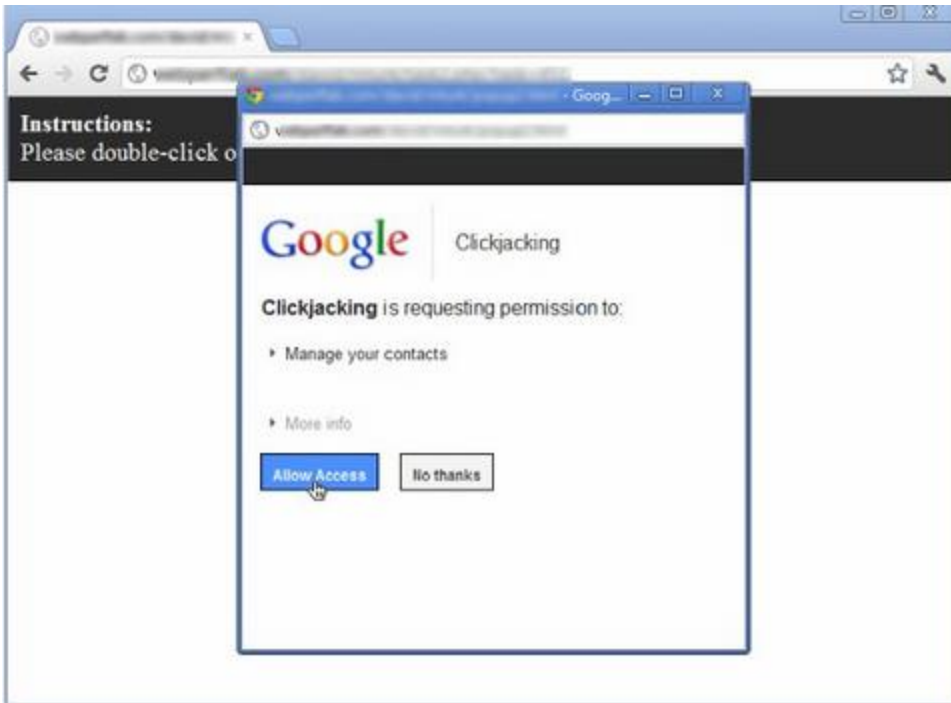 - Goog...
Instructions:
Please double-click o
Google
Clickjacking
Clickjacking is requesting permission to:
Manage your contacts
More info
Allow Access
No thanks